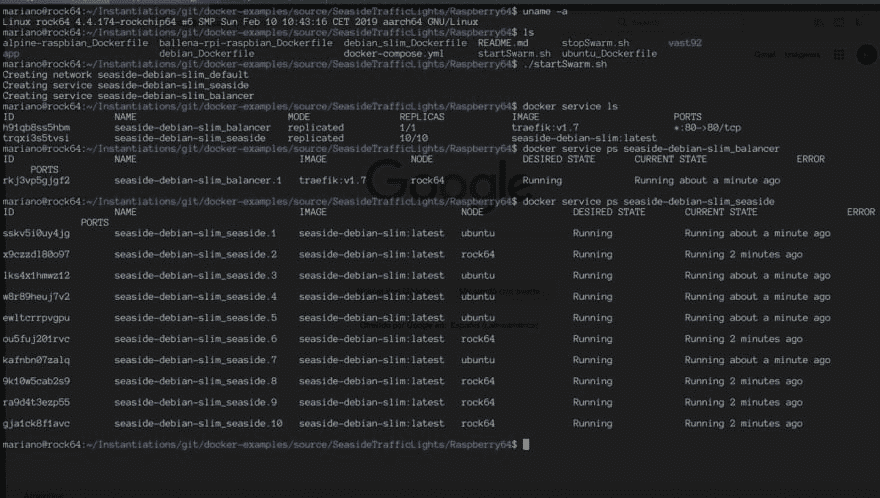 mariano@rock64:~/Instantiations/git/docker-examples/source/SeasideTrafficLights/Raspberry64$ uname -a
Linux rock64 4.4.174-rockchip64 #6 SMP Sun Feb 10 10:43:16 CET 2019 aarch64 GNU/Linux
mariano@rock64:~/Instantiations/git/docker-examples/source/SeasideTrafficLights/Raspberry64$ ls
alpine-raspbian_Dockerfile ballena-rpi-raspbian_Dockerfile debian_slim_Dockerfile README.md stopSwarm.sh vast92
app debian_Dockerfile docker-compose.yml startSwarm.sh ubuntu_Dockerfile
mariano@rock64:~/Instantiations/git/docker-examples/source/SeasideTrafficLights/Raspberry64$ ./startSwarm.sh
Creating network seaside-debian-slim_default
Creating service seaside-debian-slim_seaside
Creating service seaside-debian-slim_balancer
mariano@rock64:~/Instantiations/git/docker-examples/source/SeasideTrafficLights/Raspberry64$ docker service ls
ID NAME MODE REPLICAS IMAGE PORTS
h91qb8ss5hbm seaside-debian-slim_balancer replicated 1/1 traefik:v1.7 *:80->80/tcp
trqxi3s5tvsi seaside-debian-slim_seaside replicated 10/10 seaside-debian-slim:latest
mariano@rock64:~/Instantiations/git/docker-examples/source/SeasideTrafficLights/Raspberry64$ docker service ps seaside-debian-slim_balancer
ID NAME IMAGE NODE DESIRED STATE CURRENT STATE ERROR
PORTS
rkj3vp5gjgf2 seaside-debian-slim_balancer.1 traefik:v1.7 rock64 Running Running about a minute ago
Google
mariano@rock64:~/Instantiations/git/docker-examples/source/SeasideTrafficLights/Raspberry64$ docker service ps seaside-debian-slim_seaside
ID NAME IMAGE NODE DESIRED STATE CURRENT STATE ERROR
PORTS
sskv5i0uy4jg seaside-debian-slim_seaside.1 seaside-debian-slim:latest ubuntu Running Running about a minute ago
x9czzdl80o97 seaside-debian-slim_seaside.2 seaside-debian-slim:latest rock64 Running Running 2 minutes ago
lks4x1hmwz12 seaside-debian-slim_seaside.3 seaside-debian-slim:latest ubuntu Running Running about a minute ago
w8r89heuj7v2 seaside-debian-slim_seaside.4 seaside-debian-slim:latest ubuntu Running Running about a minute ago
ewltcrrpvgpu seaside-debian-slim_seaside.5 seaside-debian-slim:latest ubuntu Running Running about a minute ago
ou5fuj201rvc seaside-debian-slim_seaside.6 seaside-debian-slim:latest rock64 Running Running 2 minutes ago
kafnbn07zalq seaside-debian-slim_seaside.7 seaside-debian-slim:latest ubuntu Running Running about a minute ago
9k10w5cab2s9 seaside-debian-slim_seaside.8 seaside-debian-slim:latest rock64 Running Running 2 minutes ago
ra9d4t3ezp55 seaside-debian-slim_seaside.9 seaside-debian-slim:latest rock64 Running Running 2 minutes ago
gja1ck8f1avc seaside-debian-slim_seaside.10 seaside-debian-slim:latest rock64 Running Running 2 minutes ago
mariano@rock64:~/Instantiations/git/docker-examples/source/SeasideTrafficLights/Raspberry64$